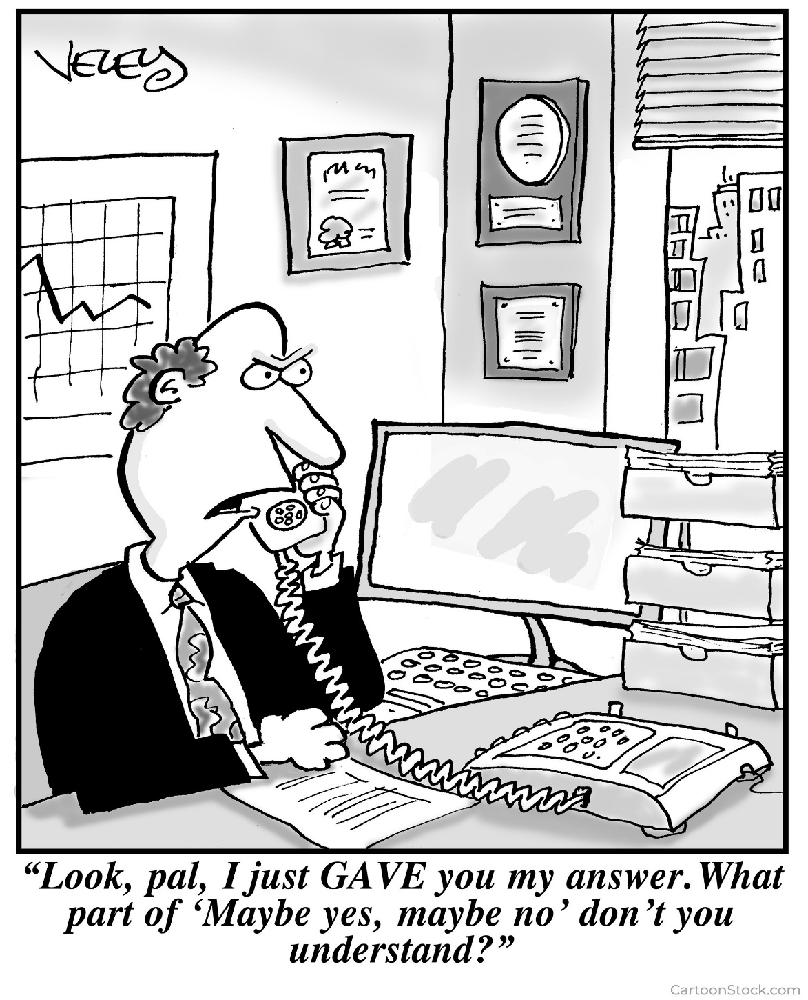 VELEY
“Look, pal, I just GAVE you my answer. What
part of ‘Maybe yes, maybe no’ don’t you
understand?”
CartoonStock.com